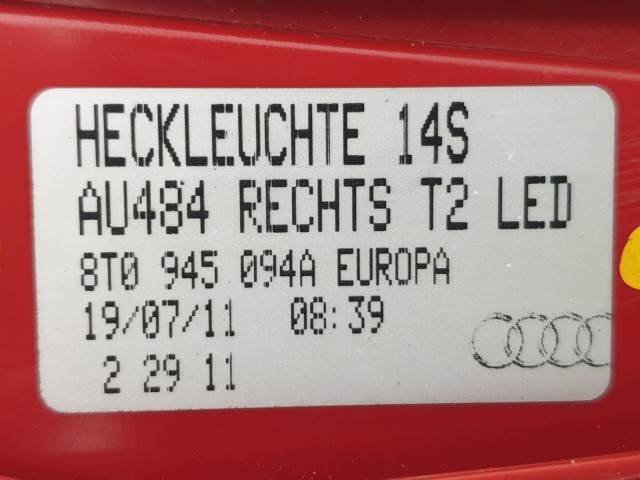 HECKLEUCHTE 14S
AU484 RECHTS T2 LED
8T0 945 094A EUROPA
19/07/11 08:39
2 29 11